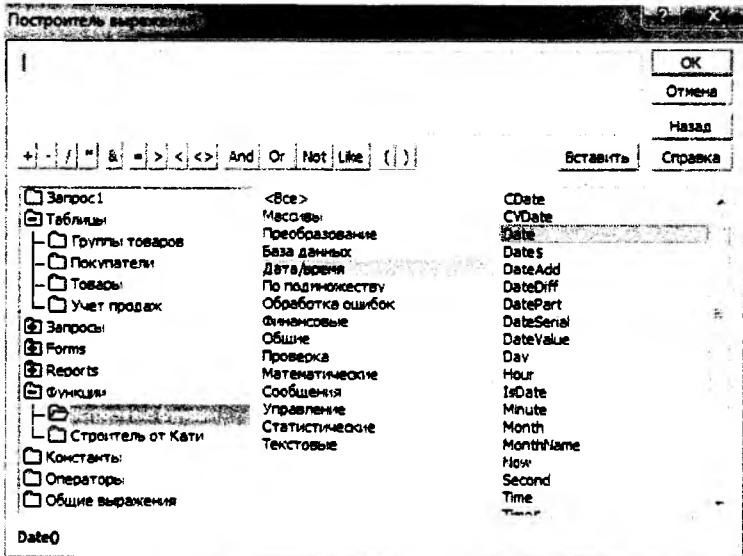 Построитель выражений
OK
Отмена
Назад
+ - / * & = > < <> And Or Not Like ( )
Вставить
Справка
Запрос1
Таблицы
Группы товаров
Покупатели
Товары
Учет продаж
Запросы
Forms
Reports
Функции
Строитель от Кати
Константы
Операторы
Общие выражения
<Все>
Массивы
Преобразование
База данных
Дата/время
По подмножеству
Обработка ошибок
Финансовые
Общие
Проверка
Математические
Сообщения
Управление
Статистические
Текстовые
CDate
CVDate
Date
Date$
DateAdd
DateDiff
DatePart
DateSerial
DateValue
Day
Hour
IsDate
Minute
Month
MonthName
Now
Second
Time
Date()